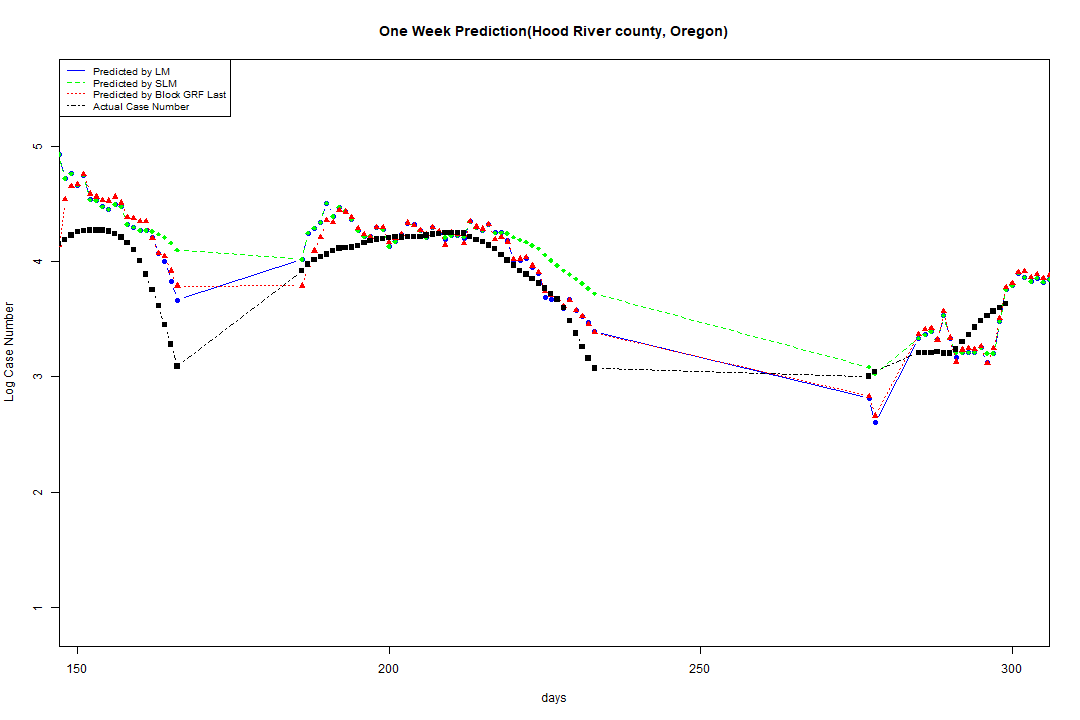 One Week Prediction(Hood River county, Oregon)
Predicted by LM
Predicted by SLM
Predicted by Block GRF Last
Actual Case Number
5
4
3
2
1
Log Case Number
150 200 250 300
days